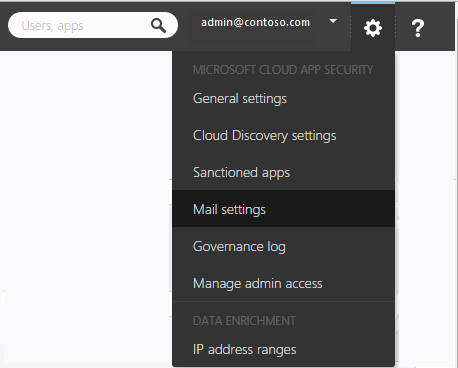 Users, apps
admin@contoso.com
?
MICROSOFT CLOUD APP SECURITY
General settings
Cloud Discovery settings
Sanctioned apps
Mail settings
Governance log
Manage admin access
DATA ENRICHMENT
IP address ranges